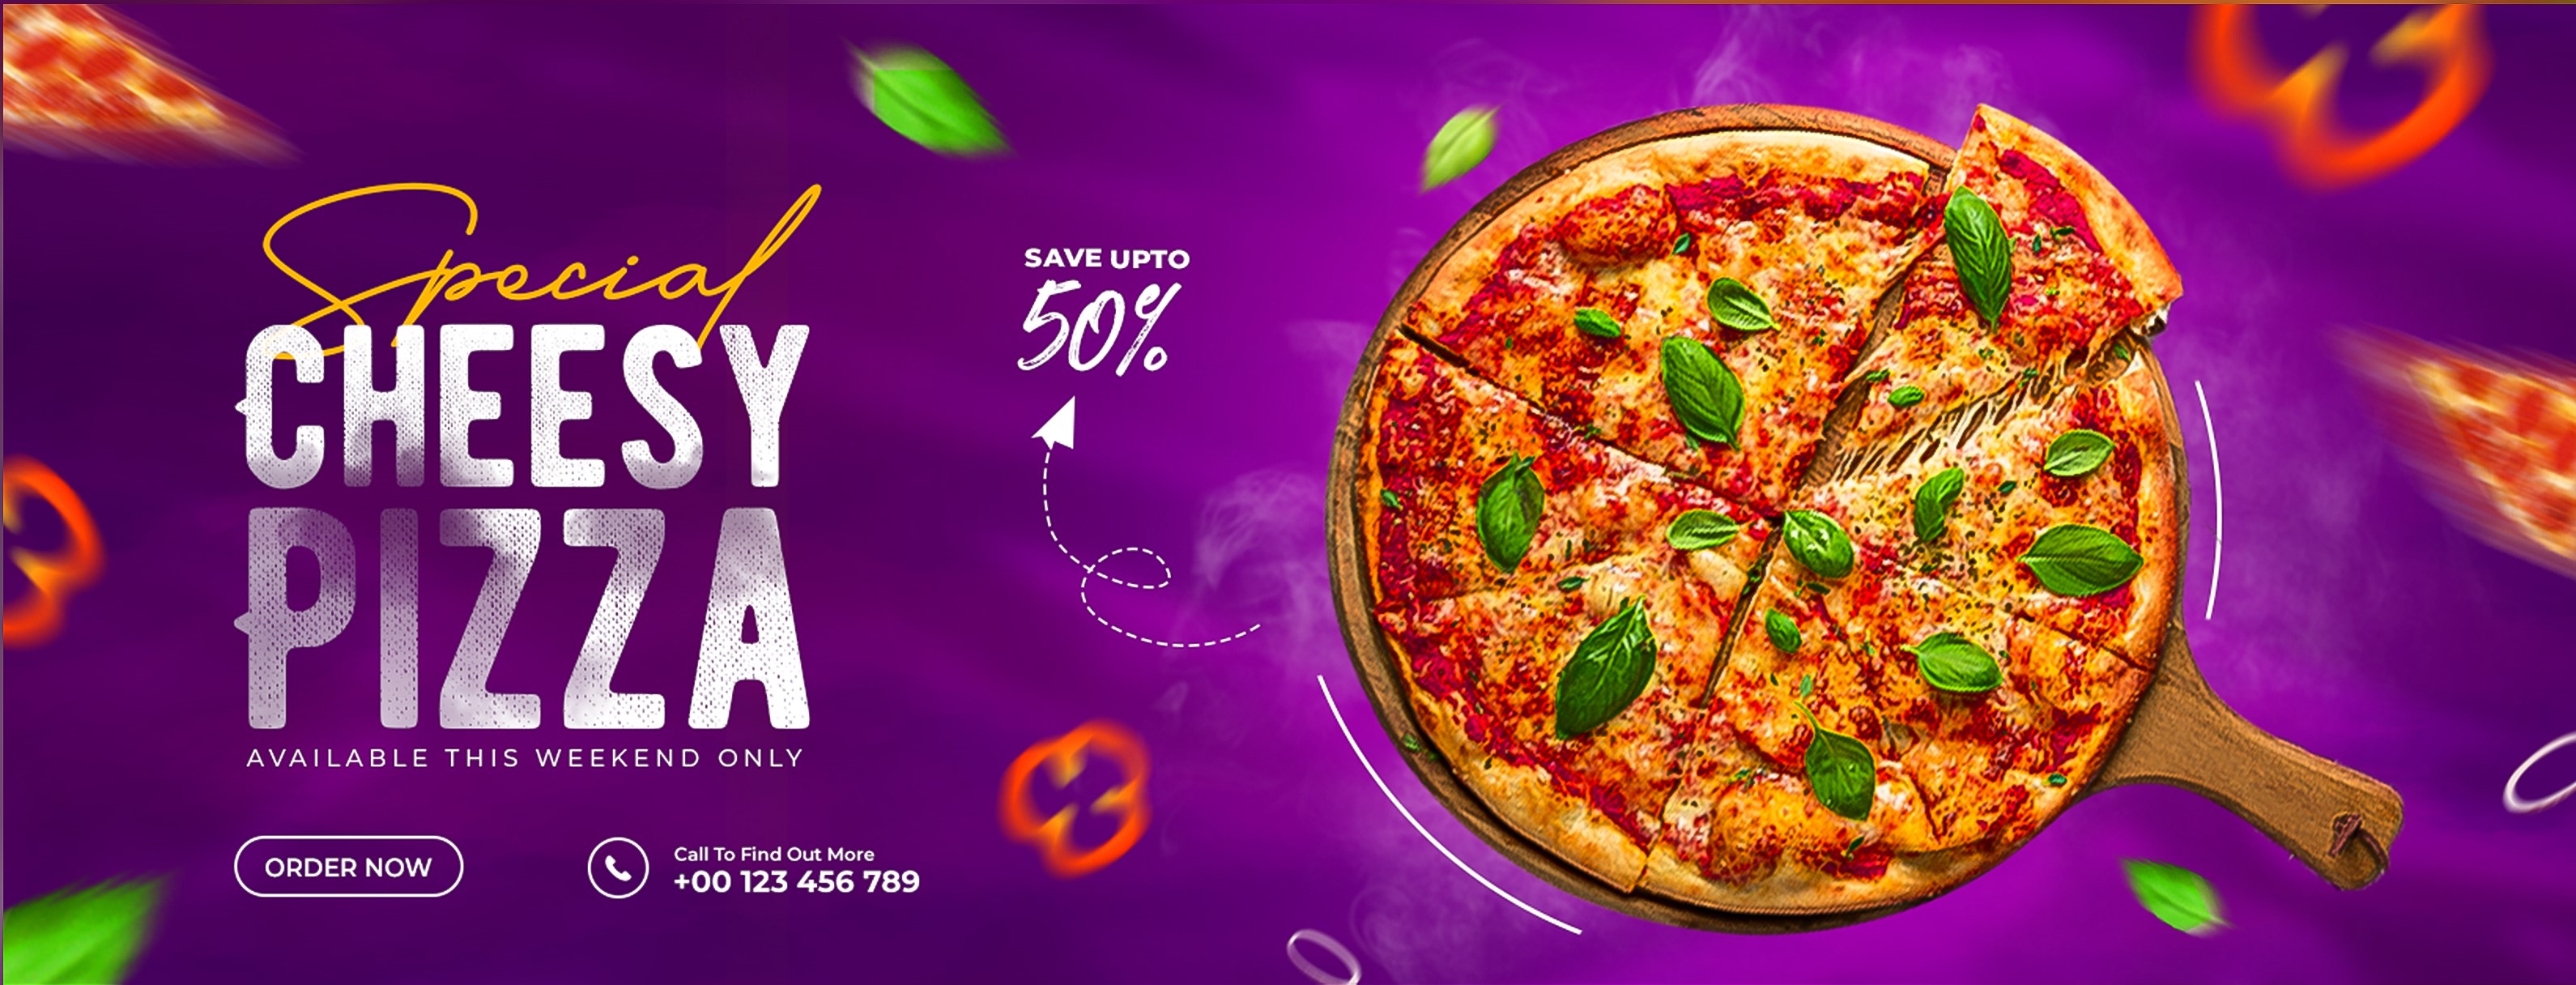 Special
CHEESY
PIZZA
AVAILABLE THIS WEEKEND ONLY
ORDER NOW
Call To Find Out More
+00 123 456 789
SAVE UPTO
50%